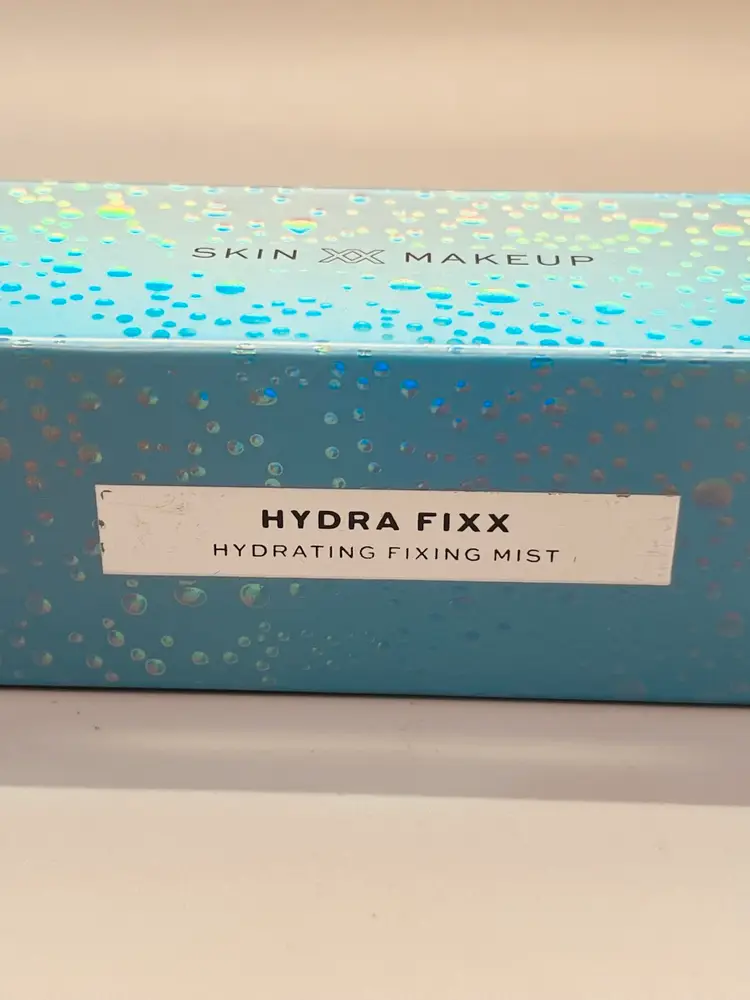 SKIN XX MAKEUP
HYDRA FIXX
HYDRATING FIXING MIST